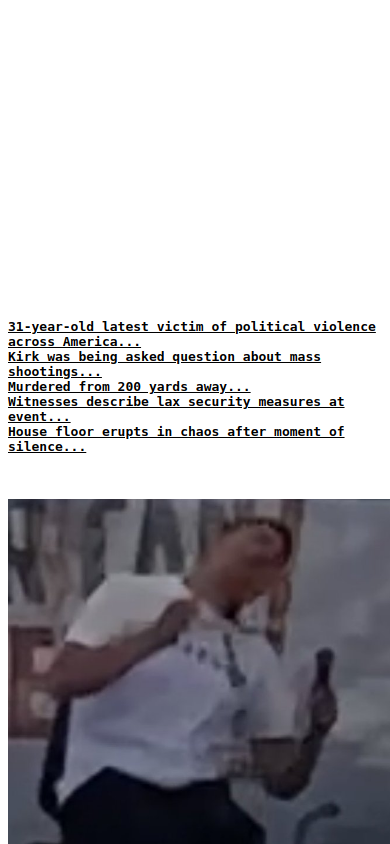 31-year-old latest victim of political violence
across America...
Kirk was being asked question about mass
shootings...
Murdered from 200 yards away...
Witnesses describe lax security measures at
event...
House floor erupts in chaos after moment of
silence...